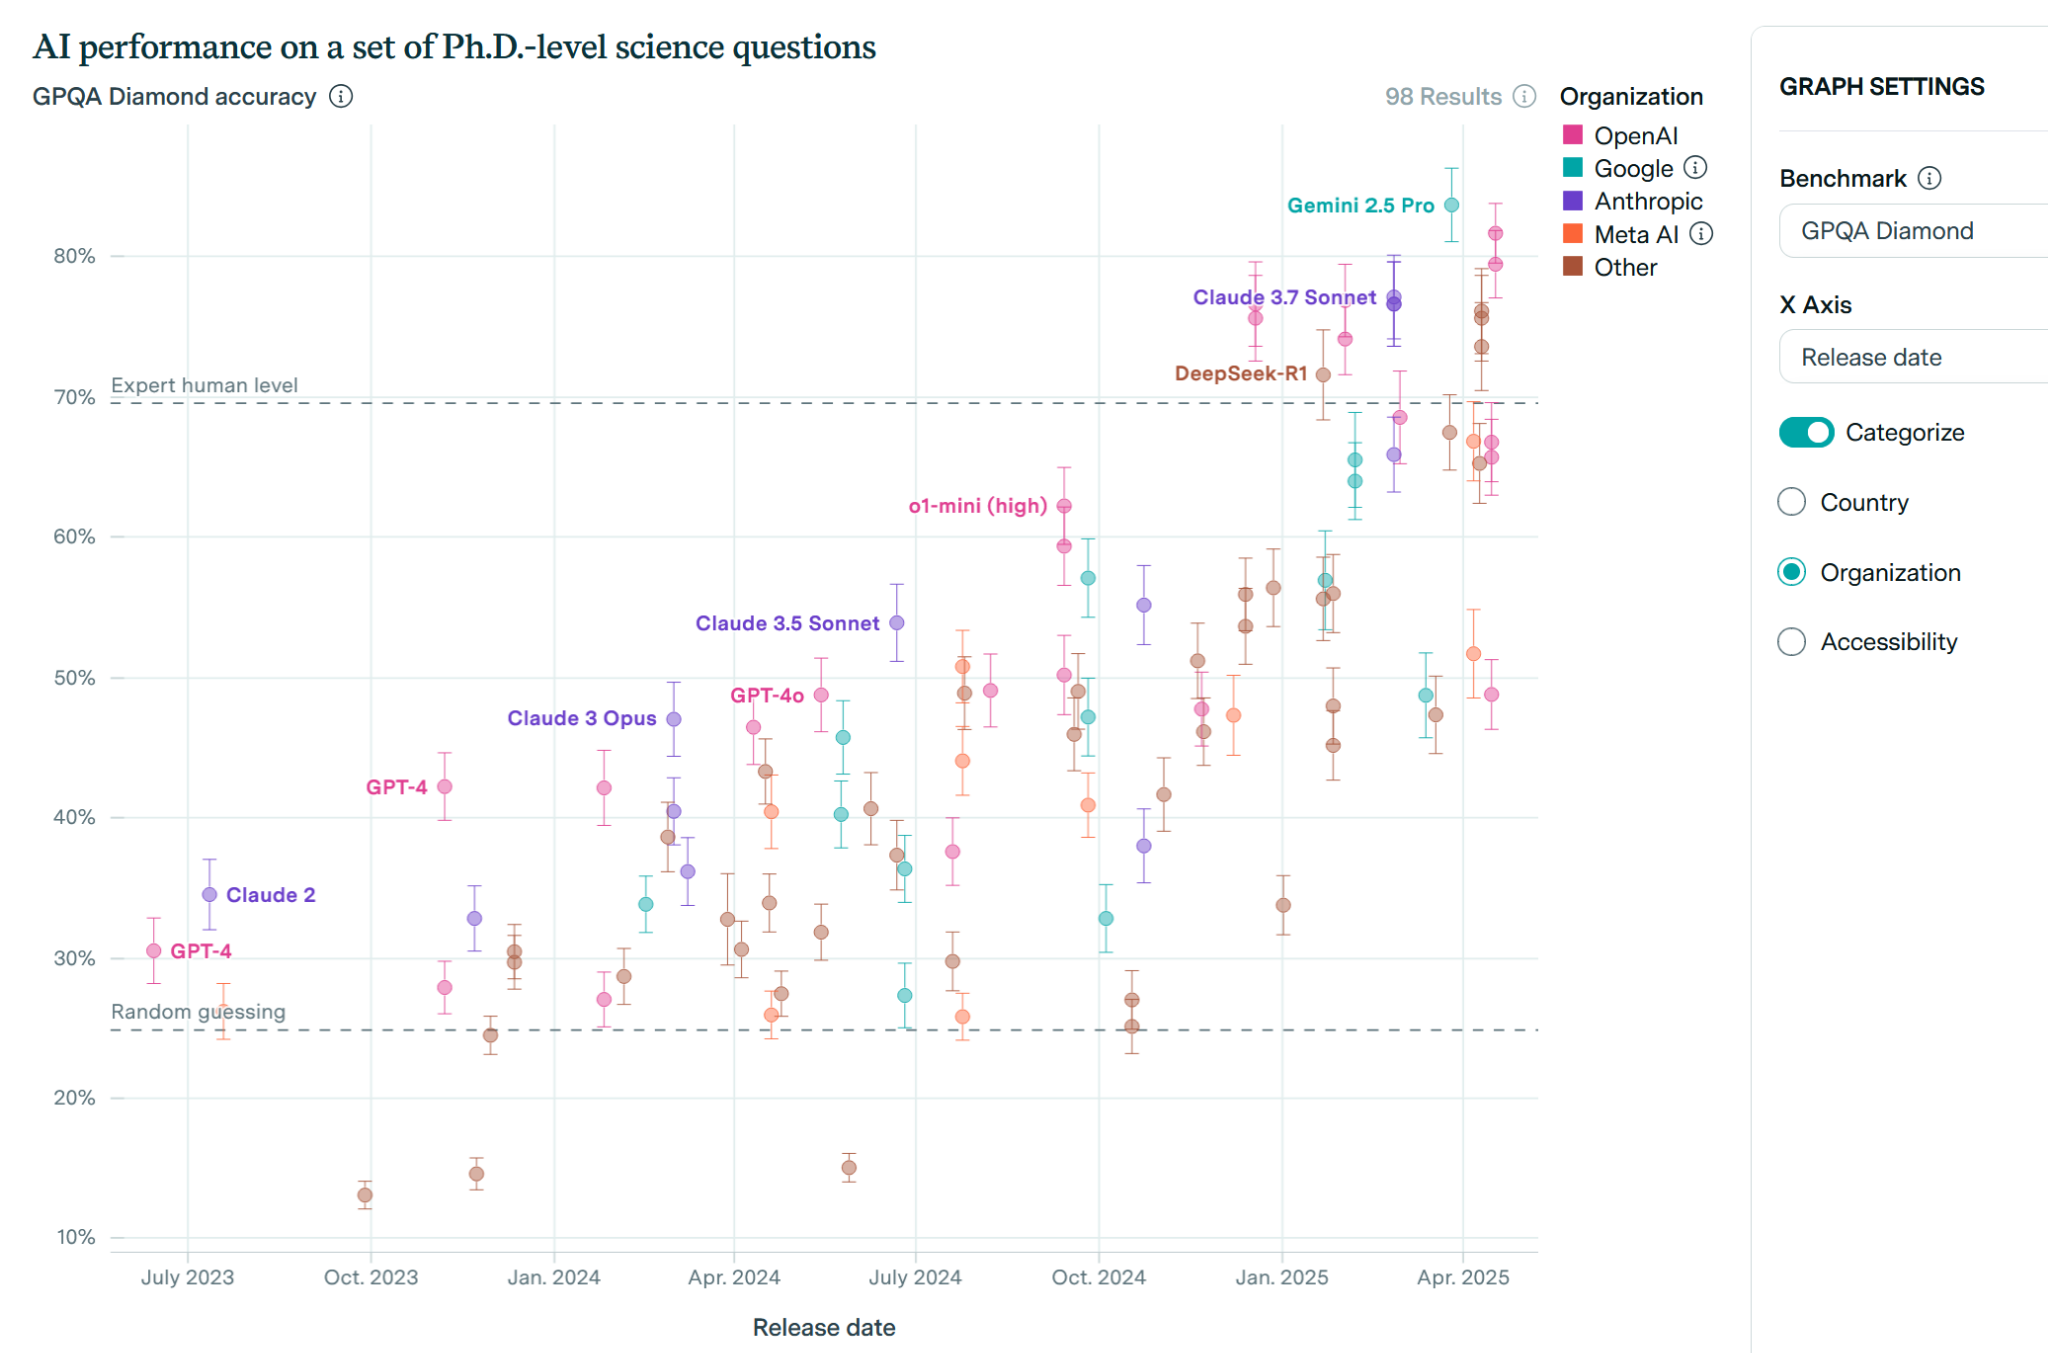 AI performance on a set of Ph.D.-level science questions
GPQA Diamond accuracy
98 Results
Organization
OpenAI
Google
Anthropic
Meta AI
Other
80%
70%
60%
50%
40%
30%
20%
10%
Expert human level
Random guessing
Gemini 2.5 Pro
Claude 3.7 Sonnet
DeepSeek-R1
o1-mini (high)
Claude 3.5 Sonnet
GPT-4o
Claude 3 Opus
GPT-4
Claude 2
GPT-4
July 2023
Oct. 2023
Jan. 2024
Apr. 2024
July 2024
Oct. 2024
Jan. 2025
Apr. 2025
Release date
GRAPH SETTINGS
Benchmark
GPQA Diamond
X Axis
Release date
Categorize
Country
Organization
Accessibility